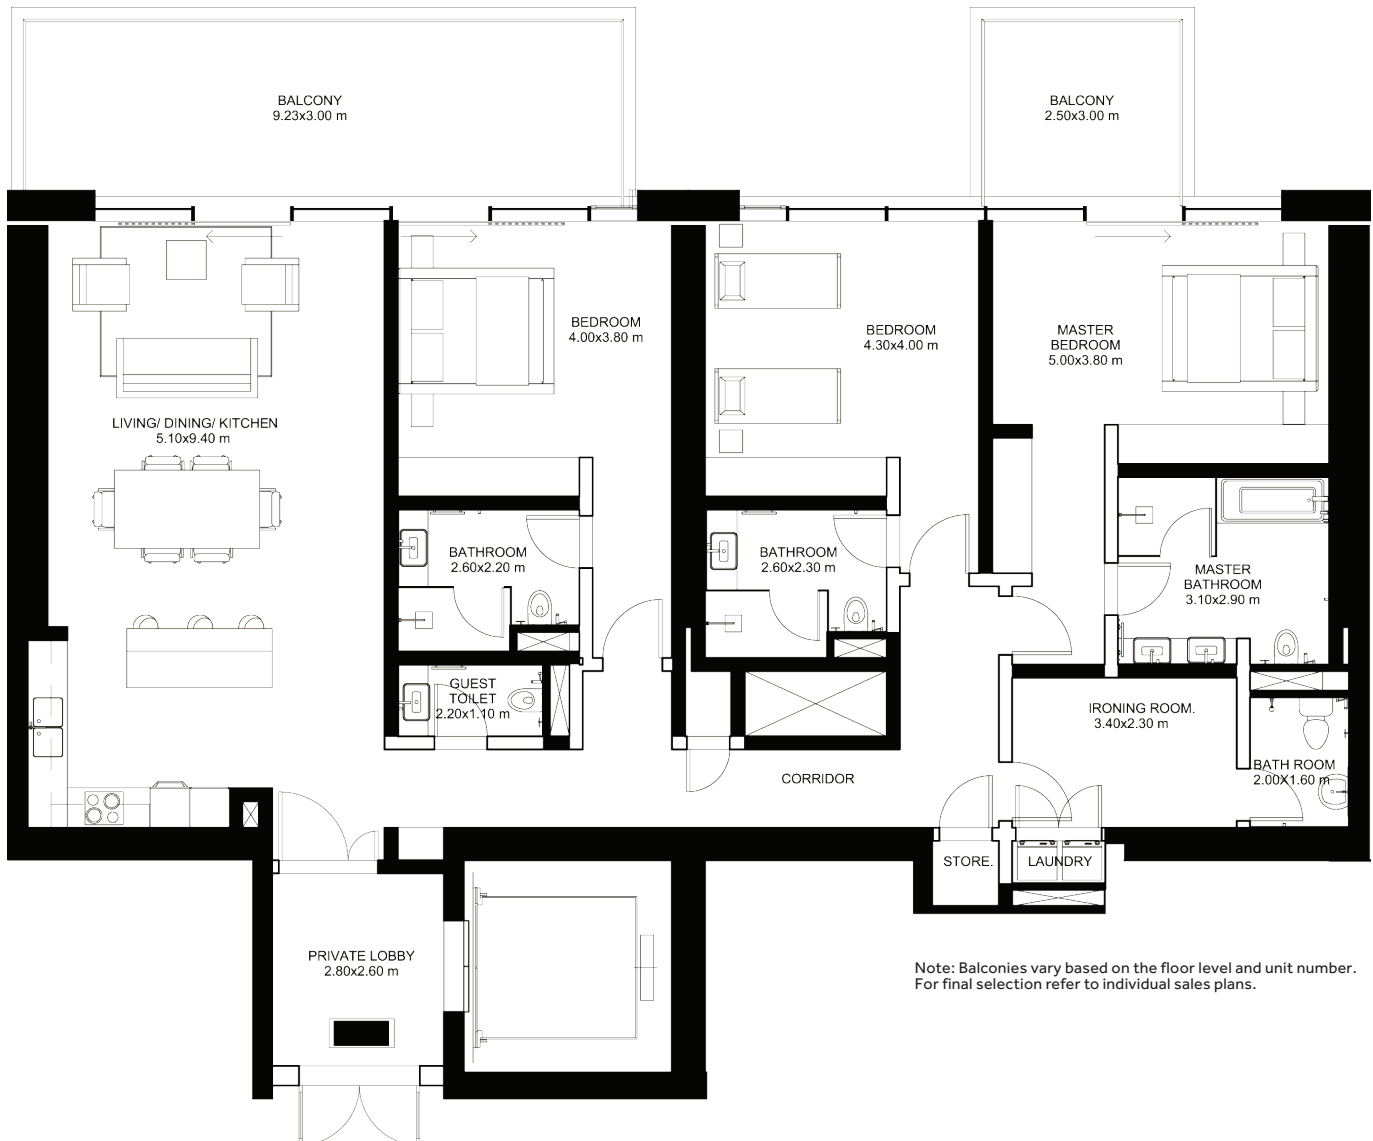 BALCONY
9.23x3.00 m
BALCONY
2.50x3.00 m
BEDROOM
4.00x3.80 m
BEDROOM
4.30x4.00 m
MASTER
BEDROOM
5.00x3.80 m
LIVING/ DINING/ KITCHEN
5.10x9.40 m
BATHROOM
2.60x2.20 m
BATHROOM
2.60x2.30 m
MASTER
BATHROOM
3.10x2.90 m
GUEST
TOILET
2.20x1.10 m
IRONING ROOM.
3.40x2.30 m
BATH ROOM
2.00X1.60 m
CORRIDOR
STORE.
LAUNDRY
PRIVATE LOBBY
2.80x2.60 m
Note: Balconies vary based on the floor level and unit number.
For final selection refer to individual sales plans.